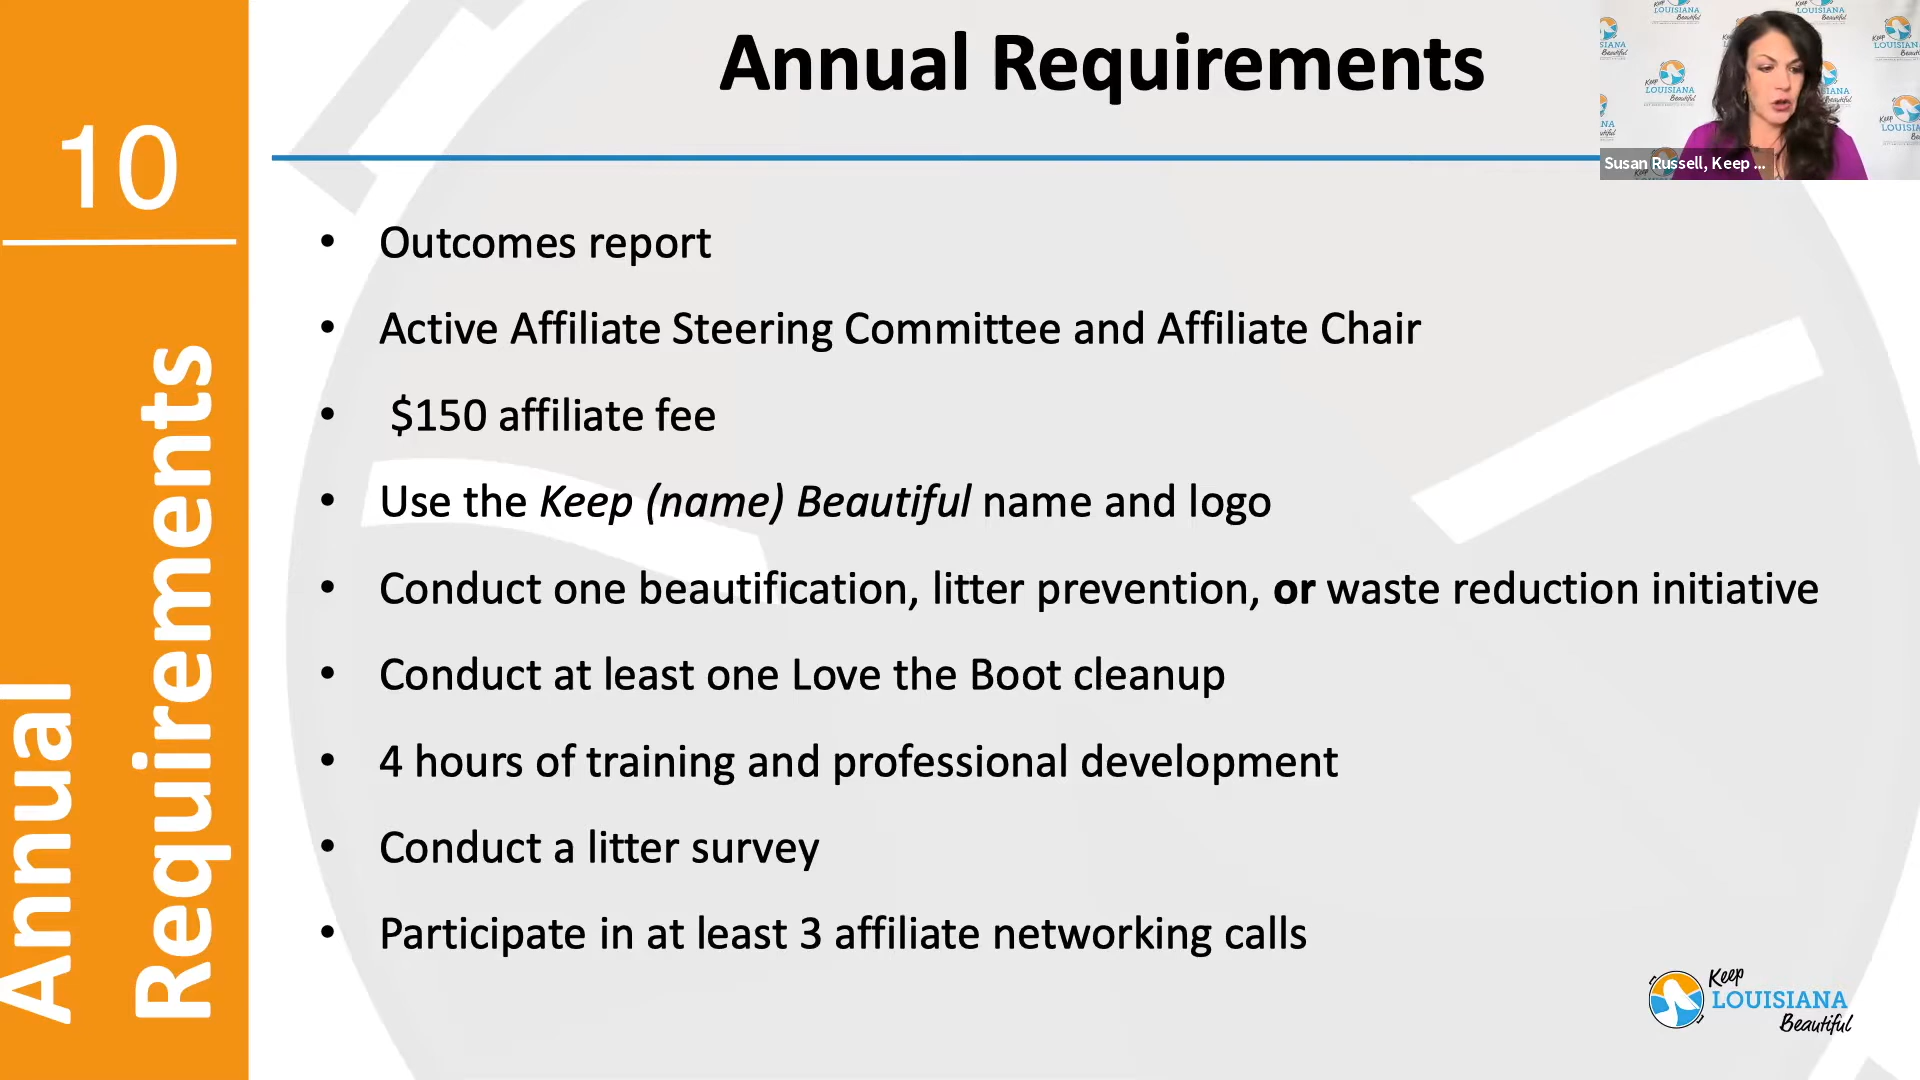 Annual Requirements
10
Annual
Requirements
• Outcomes report
• Active Affiliate Steering Committee and Affiliate Chair
• $150 affiliate fee
• Use the Keep (name) Beautiful name and logo
• Conduct one beautification, litter prevention, or waste reduction initiative
• Conduct at least one Love the Boot cleanup
• 4 hours of training and professional development
• Conduct a litter survey
• Participate in at least 3 affiliate networking calls
Susan Russell, Keep ...
Keep
LOUISIANA
Beautiful